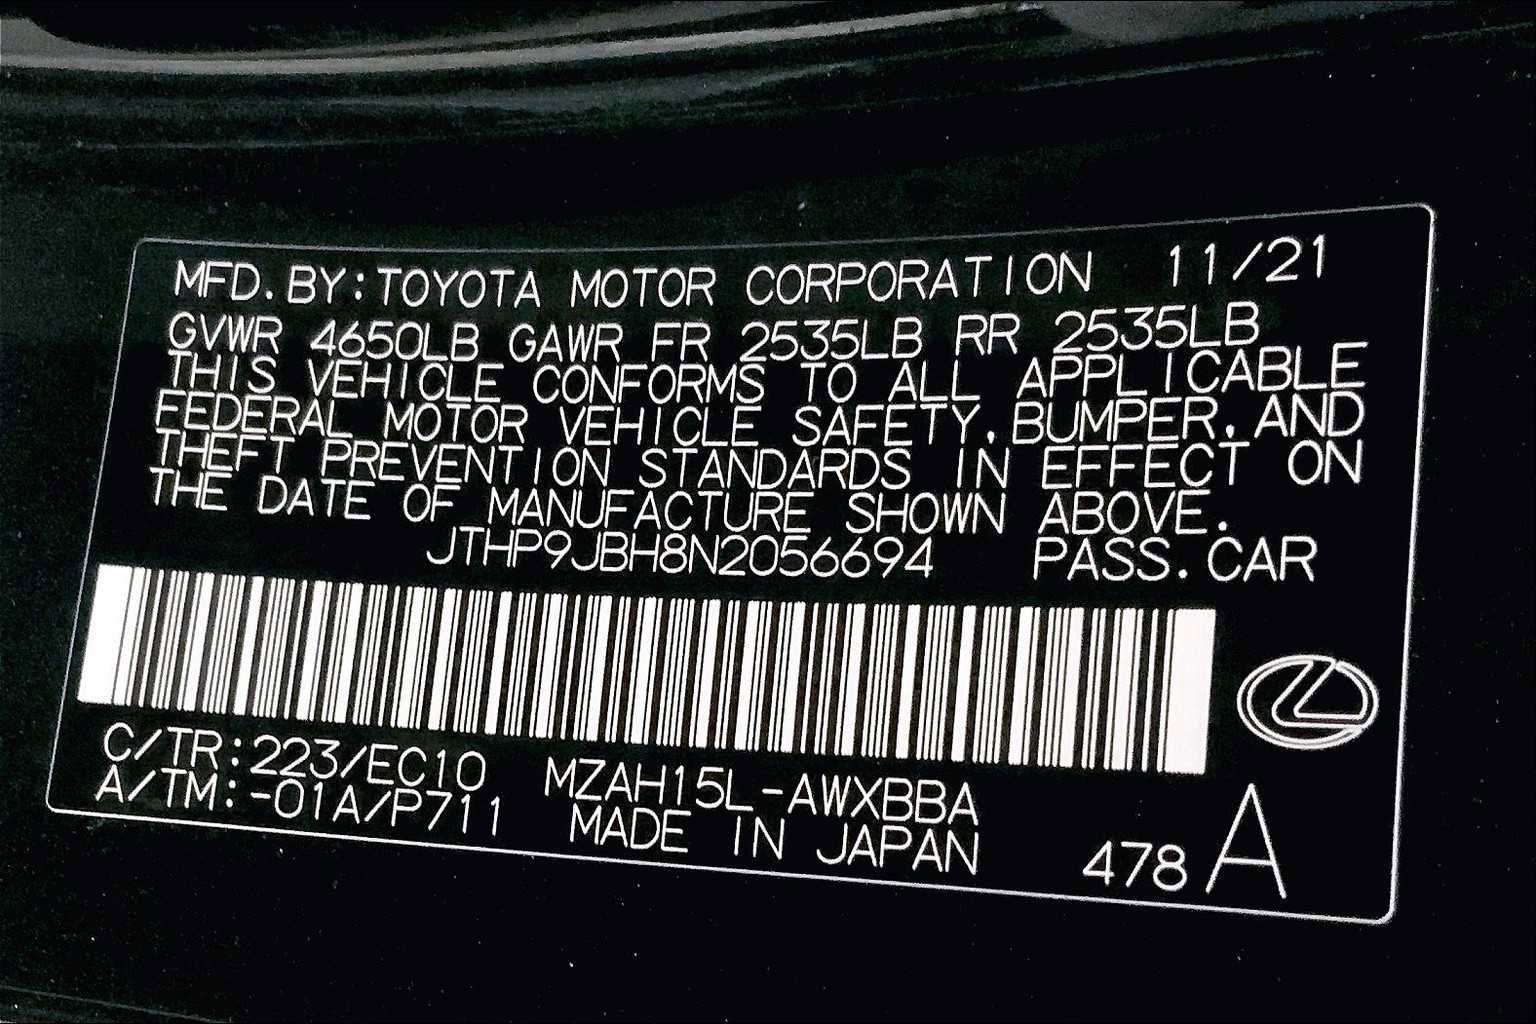 MFD. BY: TOYOTA MOTOR CORPORATION 11/21
GVWR 4650LB GAWR FR 2535LB RR 2535LB
THIS VEHICLE CONFORMS TO ALL APPLICABLE
FEDERAL MOTOR VEHICLE SAFETY, BUMPER, AND
THEFT PREVENTION STANDARDS IN EFFECT ON
THE DATE OF MANUFACTURE SHOWN ABOVE.
JTHP9JBH8N2056694 PASS. CAR
C/TR: 223/EC10 MZAH15L-AWXBBA
A/TM: -01A/P711 MADE IN JAPAN 478 A